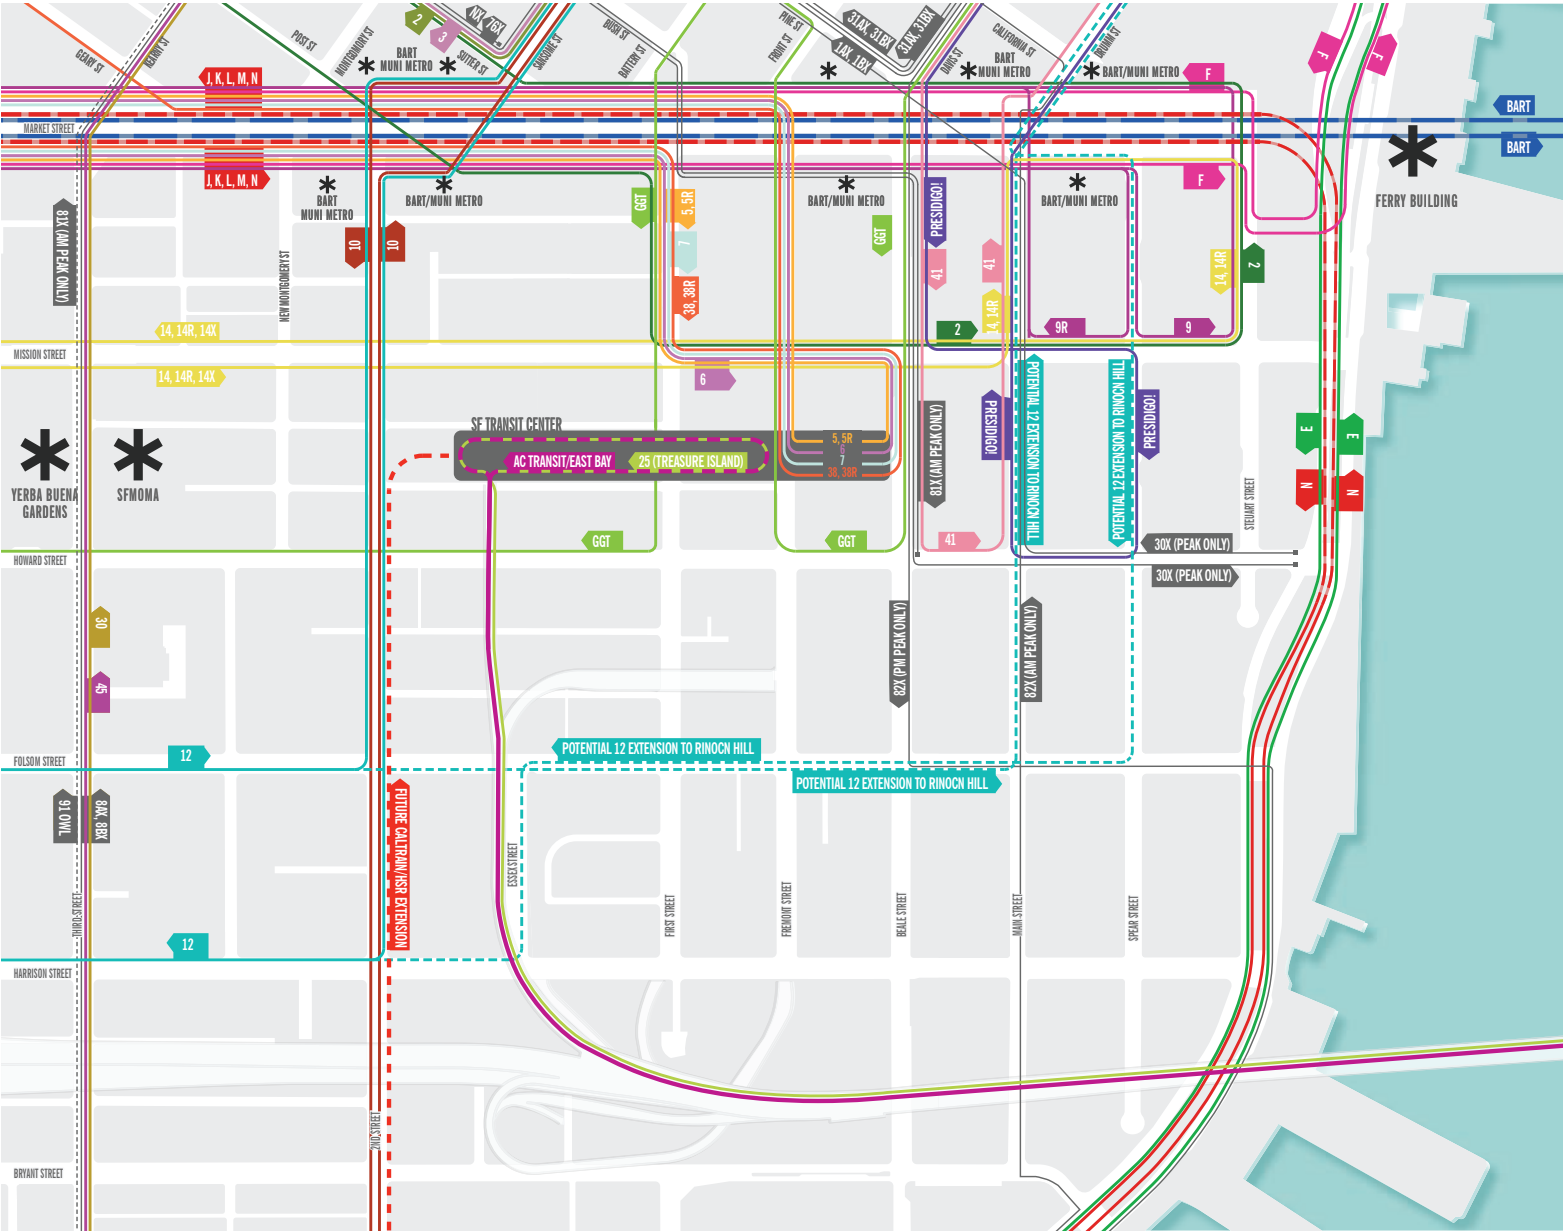 GEARY ST
KEARNY ST
POST ST
MONTGOMERY ST
BART
MUNI METRO
2
3
SUTTER ST
NX
76X
SANSOME ST
BUSH ST
BATTERY ST
PINE ST
FRONT ST
31AX, 31BX
1AX, 1BX
31AX, 31BX
DAVIS ST
CALIFORNIA ST
BART
MUNI METRO
DRUMM ST
BART/MUNI METRO
F
F
F
J, K, L, M, N
MARKET STREET
BART
BART
J, K, L, M, N
BART
MUNI METRO
BART/MUNI METRO
BART/MUNI METRO
BART/MUNI METRO
F
FERRY BUILDING
81X (AM PEAK ONLY)
NEW MONTGOMERY ST
10
10
GGT
5, 5R
7
38, 38R
GGT
PRESIDIGO!
41
41
14, 14R
14, 14R
2
2
9R
9
14, 14R, 14X
MISSION STREET
14, 14R, 14X
6
SF TRANSIT CENTER
AC TRANSIT/EAST BAY
25 (TREASURE ISLAND)
5, 5R
6
7
38, 38R
81X (AM PEAK ONLY)
PRESIDIGO!
POTENTIAL 12 EXTENSION TO RINOCN HILL
POTENTIAL 12 EXTENSION TO RINOCN HILL
PRESIDIGO!
STEUART STREET
E
E
N
N
YERBA BUENA
GARDENS
SFMOMA
GGT
GGT
41
30X (PEAK ONLY)
30X (PEAK ONLY)
HOWARD STREET
30
45
82X (PM PEAK ONLY)
82X (AM PEAK ONLY)
12
FOLSOM STREET
POTENTIAL 12 EXTENSION TO RINOCN HILL
POTENTIAL 12 EXTENSION TO RINOCN HILL
91 OWL
8AX, 8BX
FUTURE CALTRAIN/HSR EXTENSION
ESSEX STREET
THIRD STREET
FIRST STREET
FREMONT STREET
BEALE STREET
MAIN STREET
SPEAR STREET
12
HARRISON STREET
2ND STREET
BRYANT STREET